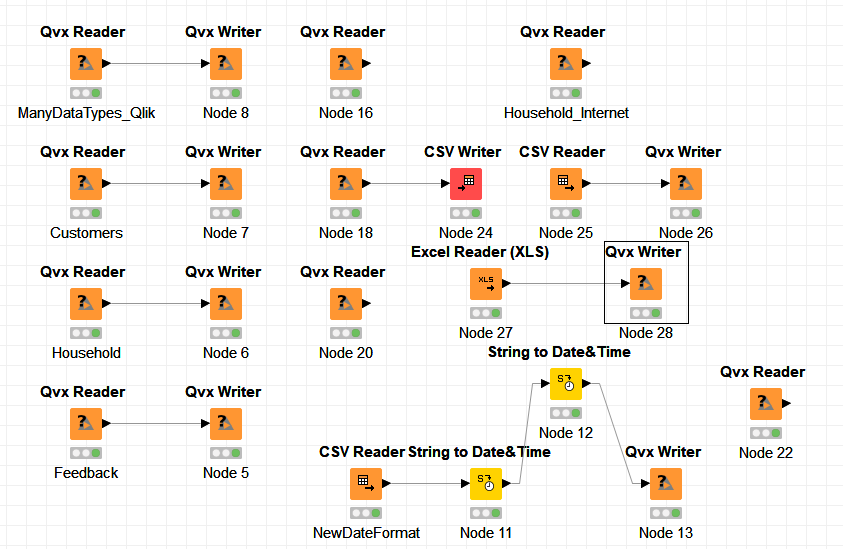 Qvx Reader Qvx Writer Qvx Reader Qvx Reader
? ? ? ?
ManyDataTypes_Qlik Node 8 Node 16 Household_Internet
Qvx Reader Qvx Writer Qvx Reader CSV Writer CSV Reader Qvx Writer
? ? ? ?
Customers Node 7 Node 18 Node 24 Node 25 Node 26
Excel Reader (XLS) Qvx Writer
Qvx Reader Qvx Writer Qvx Reader
XLS ?
? ? ?
Node 27 Node 28
Household Node 6 Node 20
String to Date&Time
Qvx Reader
S
Qvx Reader Qvx Writer
?
? ?
Node 12
Node 22
CSV Reader String to Date&Time Qvx Writer
Feedback Node 5
S ?
NewDateFormat Node 11 Node 13